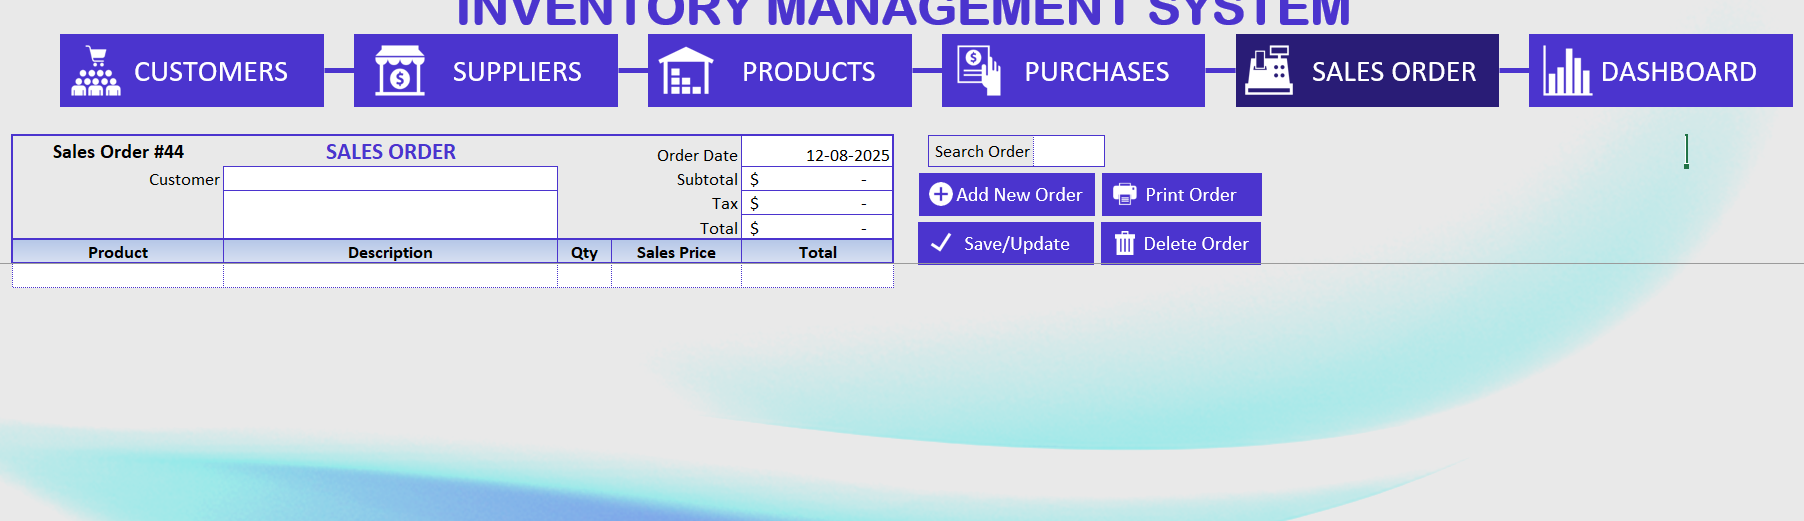 INVENTORY MANAGEMENT SYSTEM
CUSTOMERS SUPPLIERS PRODUCTS PURCHASES SALES ORDER DASHBOARD
Sales Order #44 SALES ORDER Order Date 12-08-2025
Customer Subtotal $ -
Tax $ -
Total $ -
Product Description Qty Sales Price Total
Search Order
Add New Order Print Order
Save/Update Delete Order